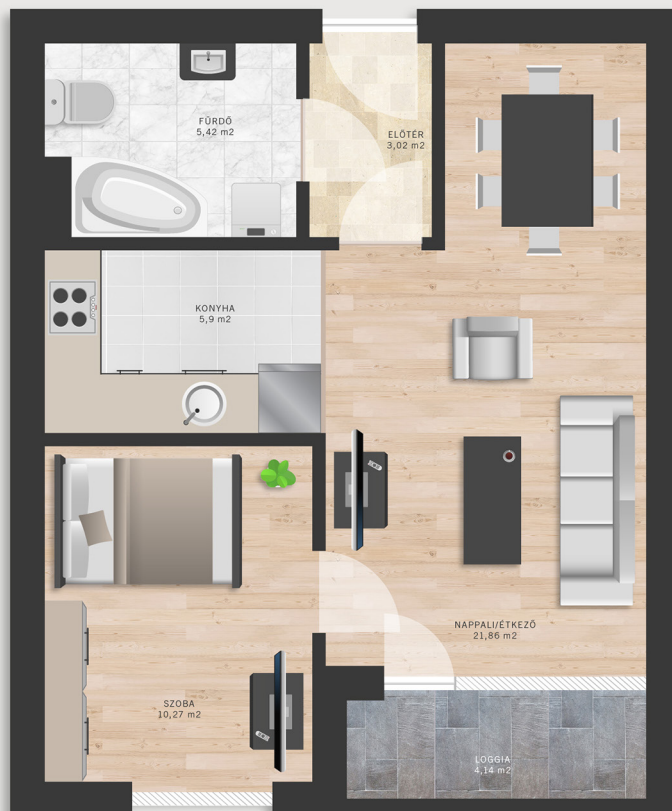 FÜRDŐ
5,42 m2
ELŐTÉR
3,02 m2
KONYHA
5,9 m2
NAPPALI/ÉTKEZŐ
21,86 m2
SZOBA
10,27 m2
LOGGIA
4,14 m2